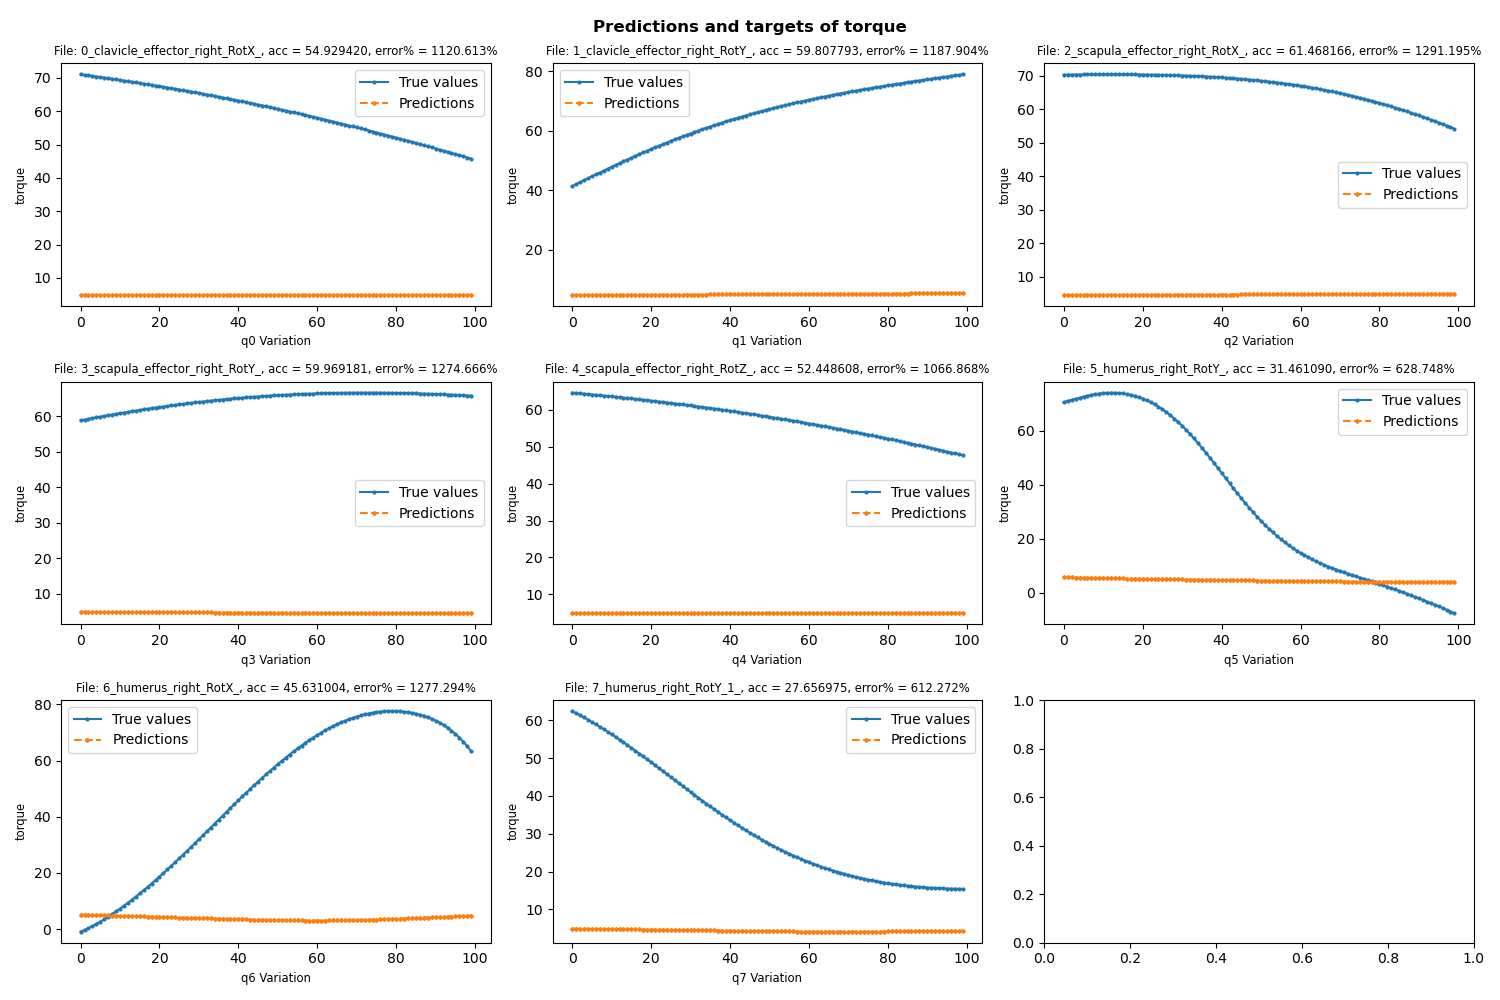 Predictions and targets of torque
File: 0_clavicle_effector_right_RotX_, acc = 54.929420, error% = 1120.613%
70
60
50
40
30
20
10
torque
True values
Predictions
0 20 40 60 80 100
q0 Variation
File: 1_clavicle_effector_right_RotY_, acc = 59.807793, error% = 1187.904%
80
60
40
20
torque
True values
Predictions
0 20 40 60 80 100
q1 Variation
File: 2_scapula_effector_right_RotX_, acc = 61.468166, error% = 1291.195%
70
60
50
40
30
20
10
torque
True values
Predictions
0 20 40 60 80 100
q2 Variation
File: 3_scapula_effector_right_RotY_, acc = 59.969181, error% = 1274.666%
60
50
40
30
20
10
torque
True values
Predictions
0 20 40 60 80 100
q3 Variation
File: 4_scapula_effector_right_RotZ_, acc = 52.448608, error% = 1066.868%
60
50
40
30
20
10
torque
True values
Predictions
0 20 40 60 80 100
q4 Variation
File: 5_humerus_right_RotY_, acc = 31.461090, error% = 628.748%
60
40
20
0
torque
True values
Predictions
0 20 40 60 80 100
q5 Variation
File: 6_humerus_right_RotX_, acc = 45.631004, error% = 1277.294%
80
60
40
20
0
torque
True values
Predictions
0 20 40 60 80 100
q6 Variation
File: 7_humerus_right_RotY_1_, acc = 27.656975, error% = 612.272%
60
50
40
30
20
10
torque
True values
Predictions
0 20 40 60 80 100
q7 Variation
1.0
0.8
0.6
0.4
0.2
0.0
0.0 0.2 0.4 0.6 0.8 1.0